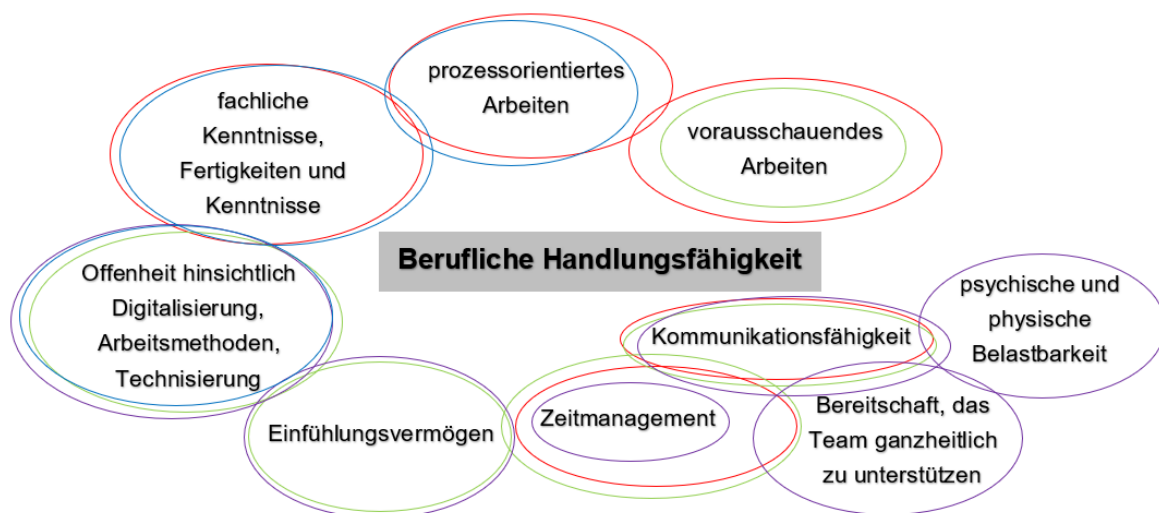 prozessorientiertes
Arbeiten
fachliche
Kenntnisse,
Fertigkeiten und
Kenntnisse
vorausschauendes
Arbeiten
Berufliche Handlungsfähigkeit
Offenheit hinsichtlich
Digitalisierung,
Arbeitsmethoden,
Technisierung
psychische und
physische
Belastbarkeit
Kommunikationsfähigkeit
Einfühlungsvermögen
Zeitmanagement
Bereitschaft, das
Team ganzheitlich
zu unterstützen